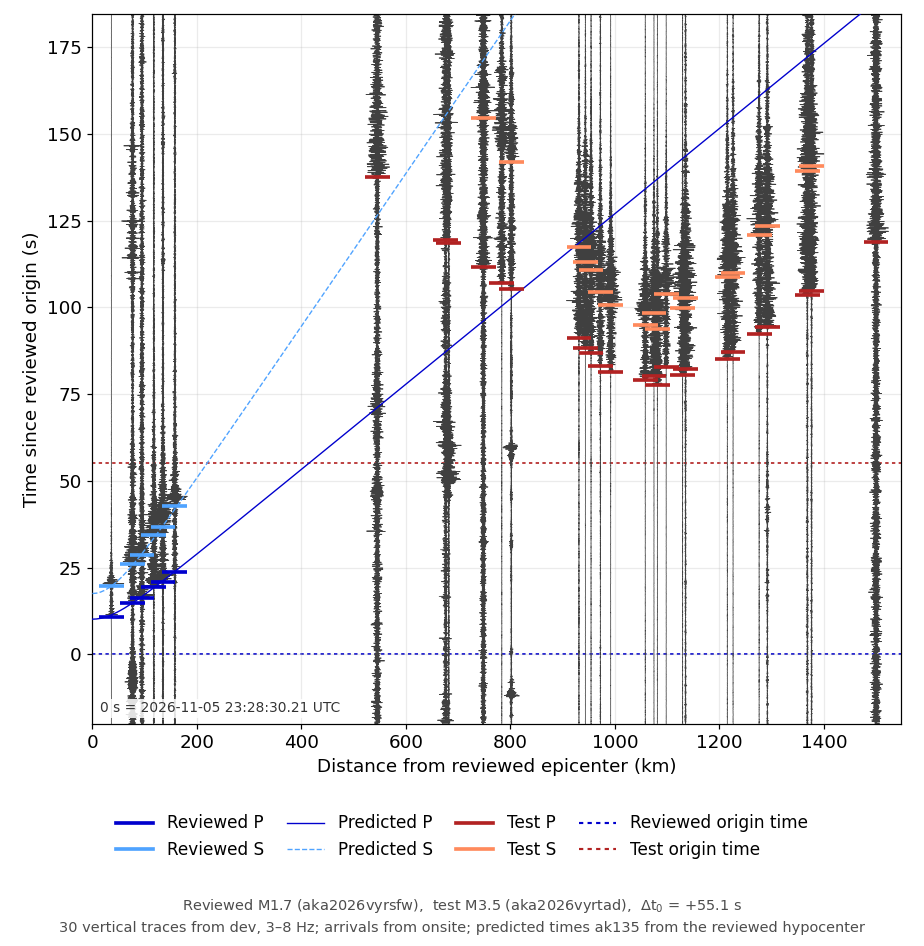 175
150
125
100
75
50
25
0
Time since reviewed origin (s)
0 s = 2026-11-05 23:28:30.21 UTC
0 200 400 600 800 1000 1200 1400
Distance from reviewed epicenter (km)
Reviewed P Predicted P Test P Reviewed origin time
Reviewed S Predicted S Test S Test origin time
Reviewed M1.7 (aka2026vyrsfw), test M3.5 (aka2026vyrtad), Δt₀ = +55.1 s
30 vertical traces from dev, 3–8 Hz; arrivals from onsite; predicted times ak135 from the reviewed hypocenter